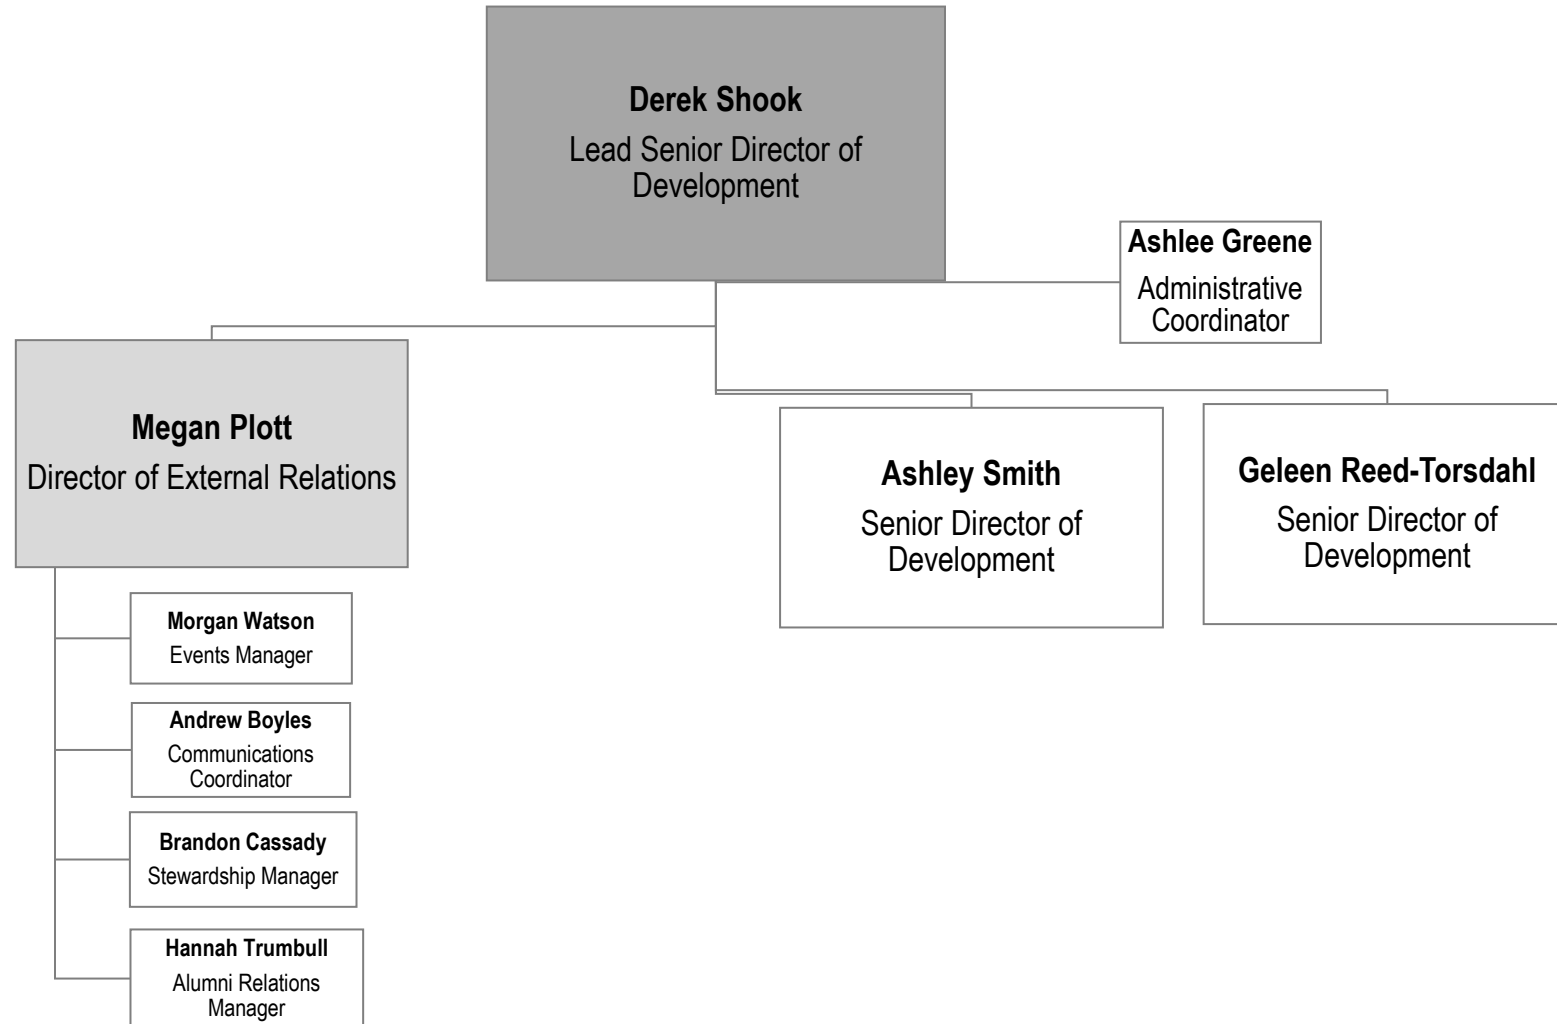 Derek Shook
Lead Senior Director of
Development
Ashlee Greene
Administrative
Coordinator
Megan Plott
Director of External Relations
Ashley Smith
Senior Director of
Development
Geleen Reed-Torsdahl
Senior Director of
Development
Morgan Watson
Events Manager
Andrew Boyles
Communications
Coordinator
Brandon Cassady
Stewardship Manager
Hannah Trumbull
Alumni Relations
Manager